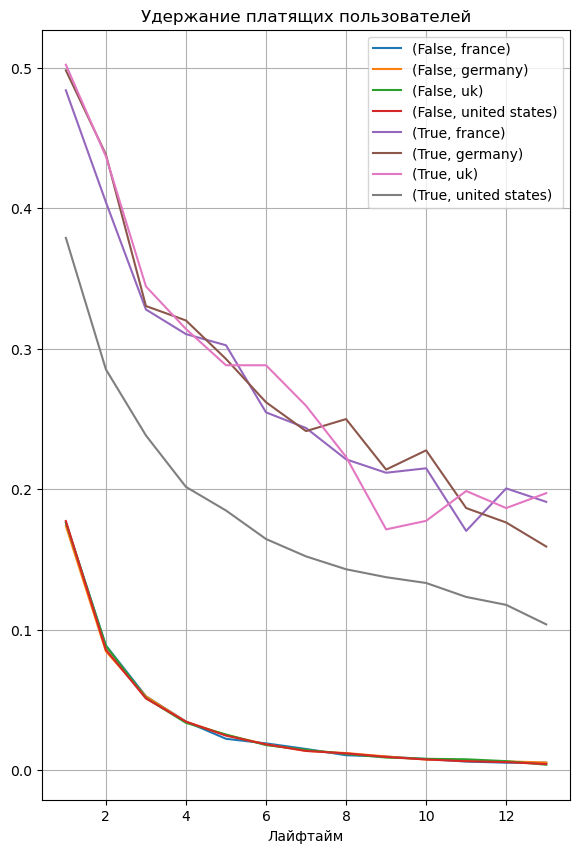 Удержание платящих пользователей
(False, france)
(False, germany)
(False, uk)
(False, united states)
(True, france)
(True, germany)
(True, uk)
(True, united states)
0.5
0.4
0.3
0.2
0.1
0.0
2 4 6 8 10 12
Лайфтайм